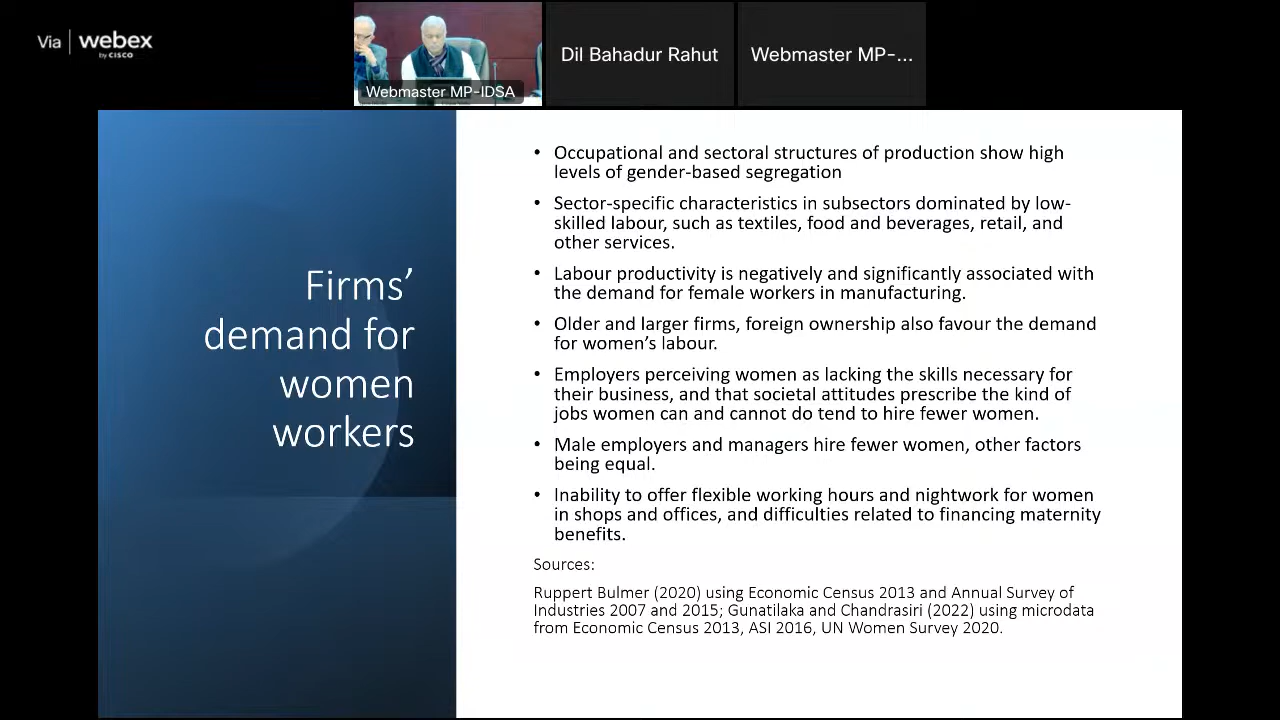 Via webex
by CISCO
Webmaster MP-IDSA
Dil Bahadur Rahut
Webmaster MP-...
Firms’
demand for
women
workers
• Occupational and sectoral structures of production show high
levels of gender-based segregation
• Sector-specific characteristics in subsectors dominated by low-
skilled labour, such as textiles, food and beverages, retail, and
other services.
• Labour productivity is negatively and significantly associated with
the demand for female workers in manufacturing.
• Older and larger firms, foreign ownership also favour the demand
for women’s labour.
• Employers perceiving women as lacking the skills necessary for
their business, and that societal attitudes prescribe the kind of
jobs women can and cannot do tend to hire fewer women.
• Male employers and managers hire fewer women, other factors
being equal.
• Inability to offer flexible working hours and nightwork for women
in shops and offices, and difficulties related to financing maternity
benefits.
Sources:
Ruppert Bulmer (2020) using Economic Census 2013 and Annual Survey of
Industries 2007 and 2015; Gunatilaka and Chandrasiri (2022) using microdata
from Economic Census 2013, ASI 2016, UN Women Survey 2020.